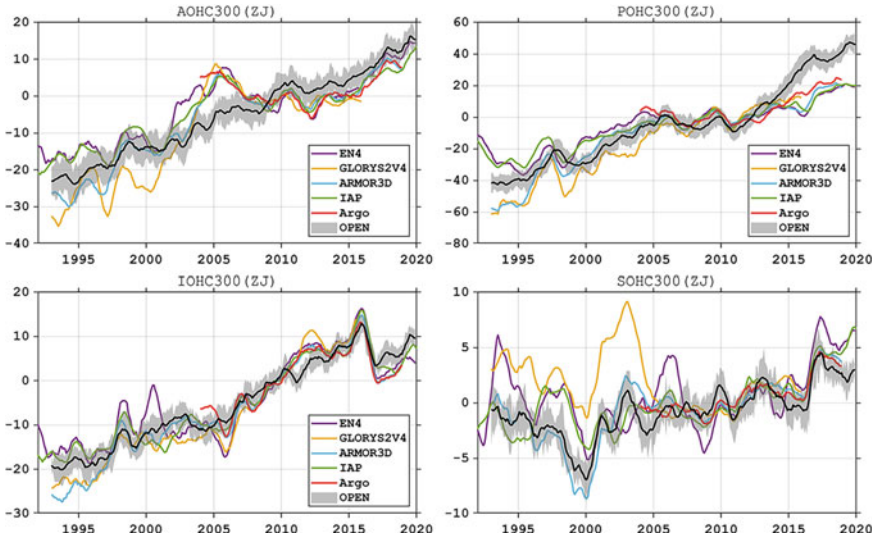 AOHC300(ZJ)
20
10
0
-10
-20
-30
-40
1995 2000 2005 2010 2015 2020
EN4
GLORYS2V4
ARMOR3D
IAP
Argo
OPEN
POHC300(ZJ)
60
40
20
0
-20
-40
-60
-80
1995 2000 2005 2010 2015 2020
EN4
GLORYS2V4
ARMOR3D
IAP
Argo
OPEN
IOHC300(ZJ)
20
10
0
-10
-20
-30
1995 2000 2005 2010 2015 2020
EN4
GLORYS2V4
ARMOR3D
IAP
Argo
OPEN
SOHC300(ZJ)
10
5
0
-5
-10
1995 2000 2005 2010 2015 2020
EN4
GLORYS2V4
ARMOR3D
IAP
Argo
OPEN